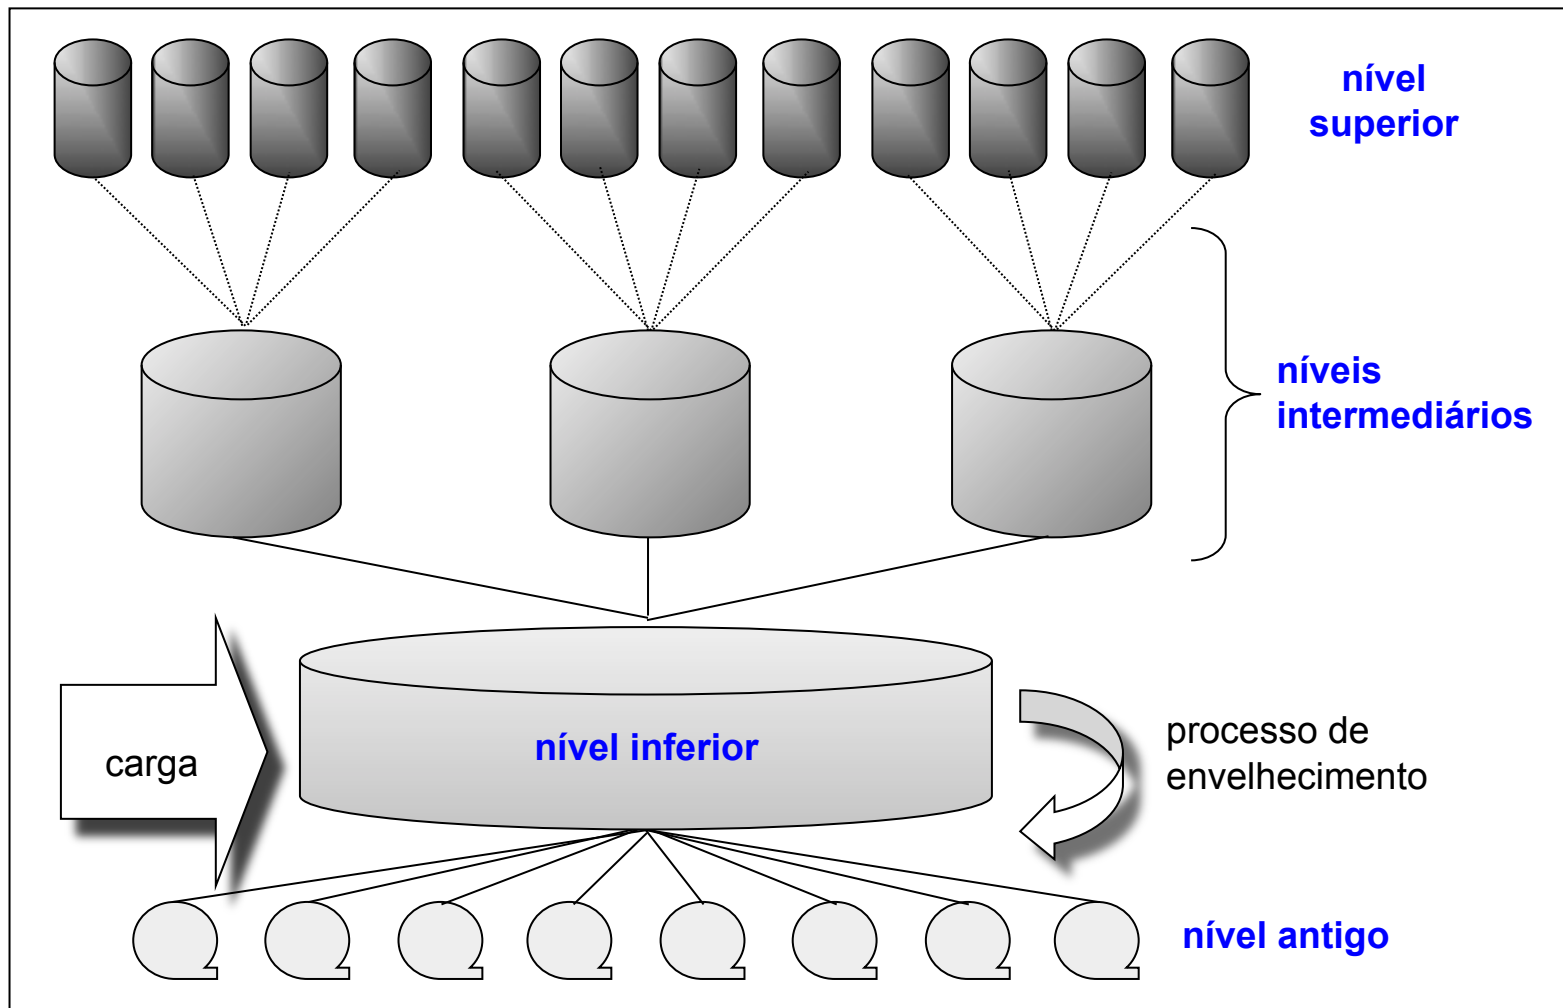 nível
superior
níveis
intermediários
carga
nível inferior
processo de
envelhecimento
nível antigo